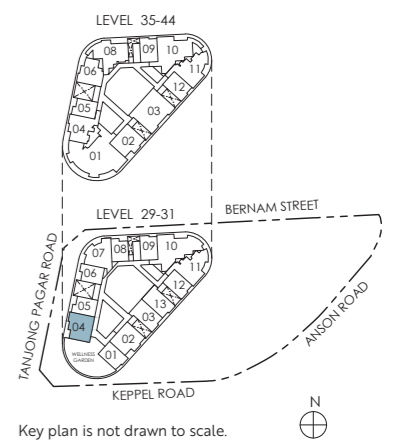 LEVEL 35-44
08 09 10
06 11
05 12
04 03
01 02
LEVEL 29-31
BERNAM STREET
TANJONG PAGAR ROAD
07 08 09 10
06 11
05 12
04 13
03
02
01
WELLNESS
GARDEN
ANSON ROAD
KEPPEL ROAD
N
Key plan is not drawn to scale.